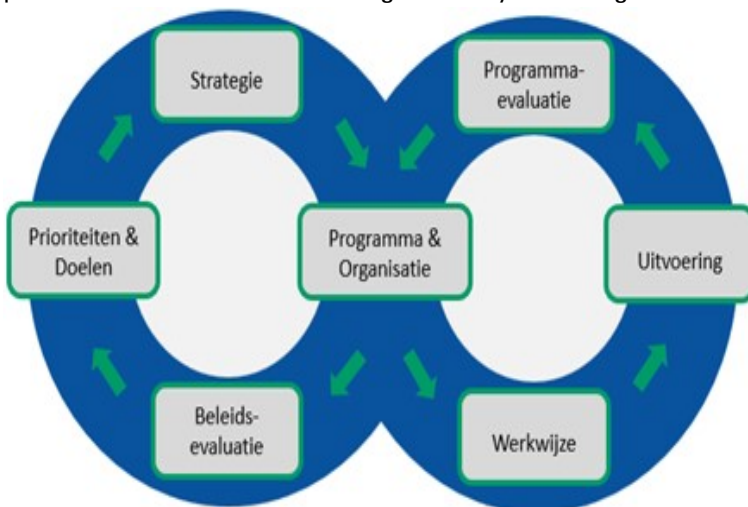 Strategie
Programma-
evaluatie
Prioriteiten &
Doelen
Programma &
Organisatie
Uitvoering
Beleids-
evaluatie
Werkwijze